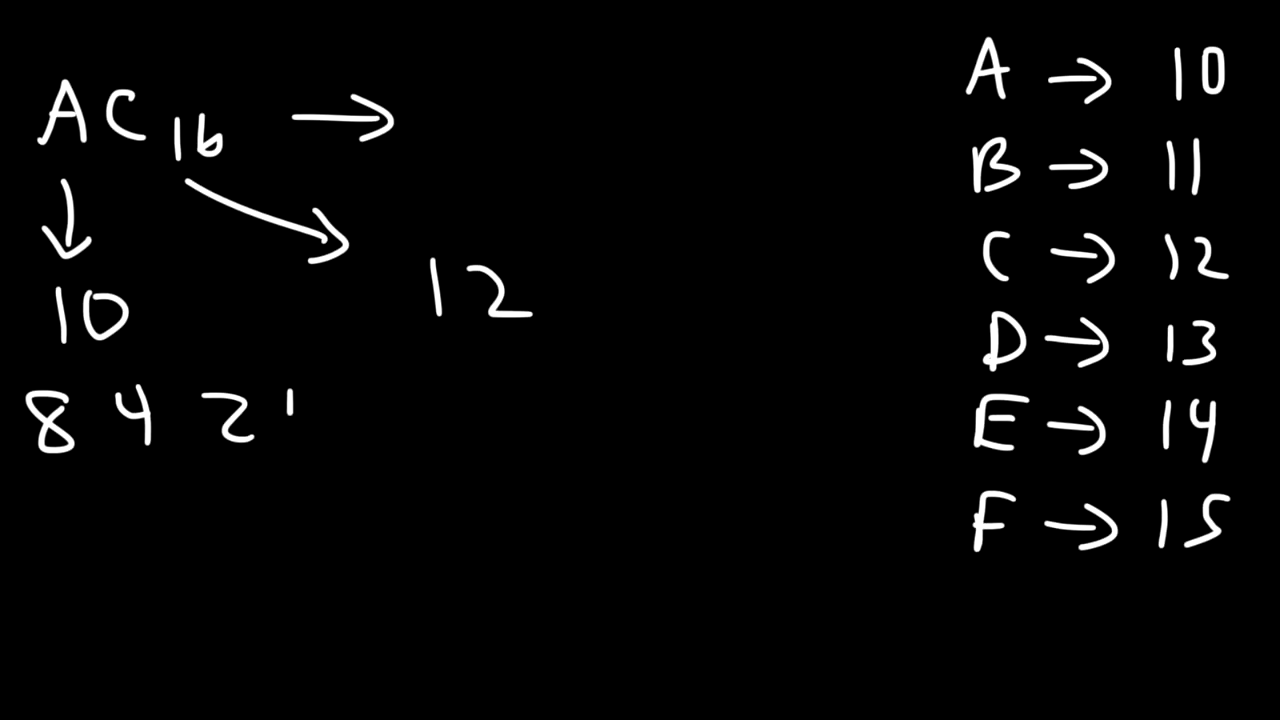 AC₁₆ →
↓
10
12
8 4 2 1
A → 10
B → 11
C → 12
D → 13
E → 14
F → 15